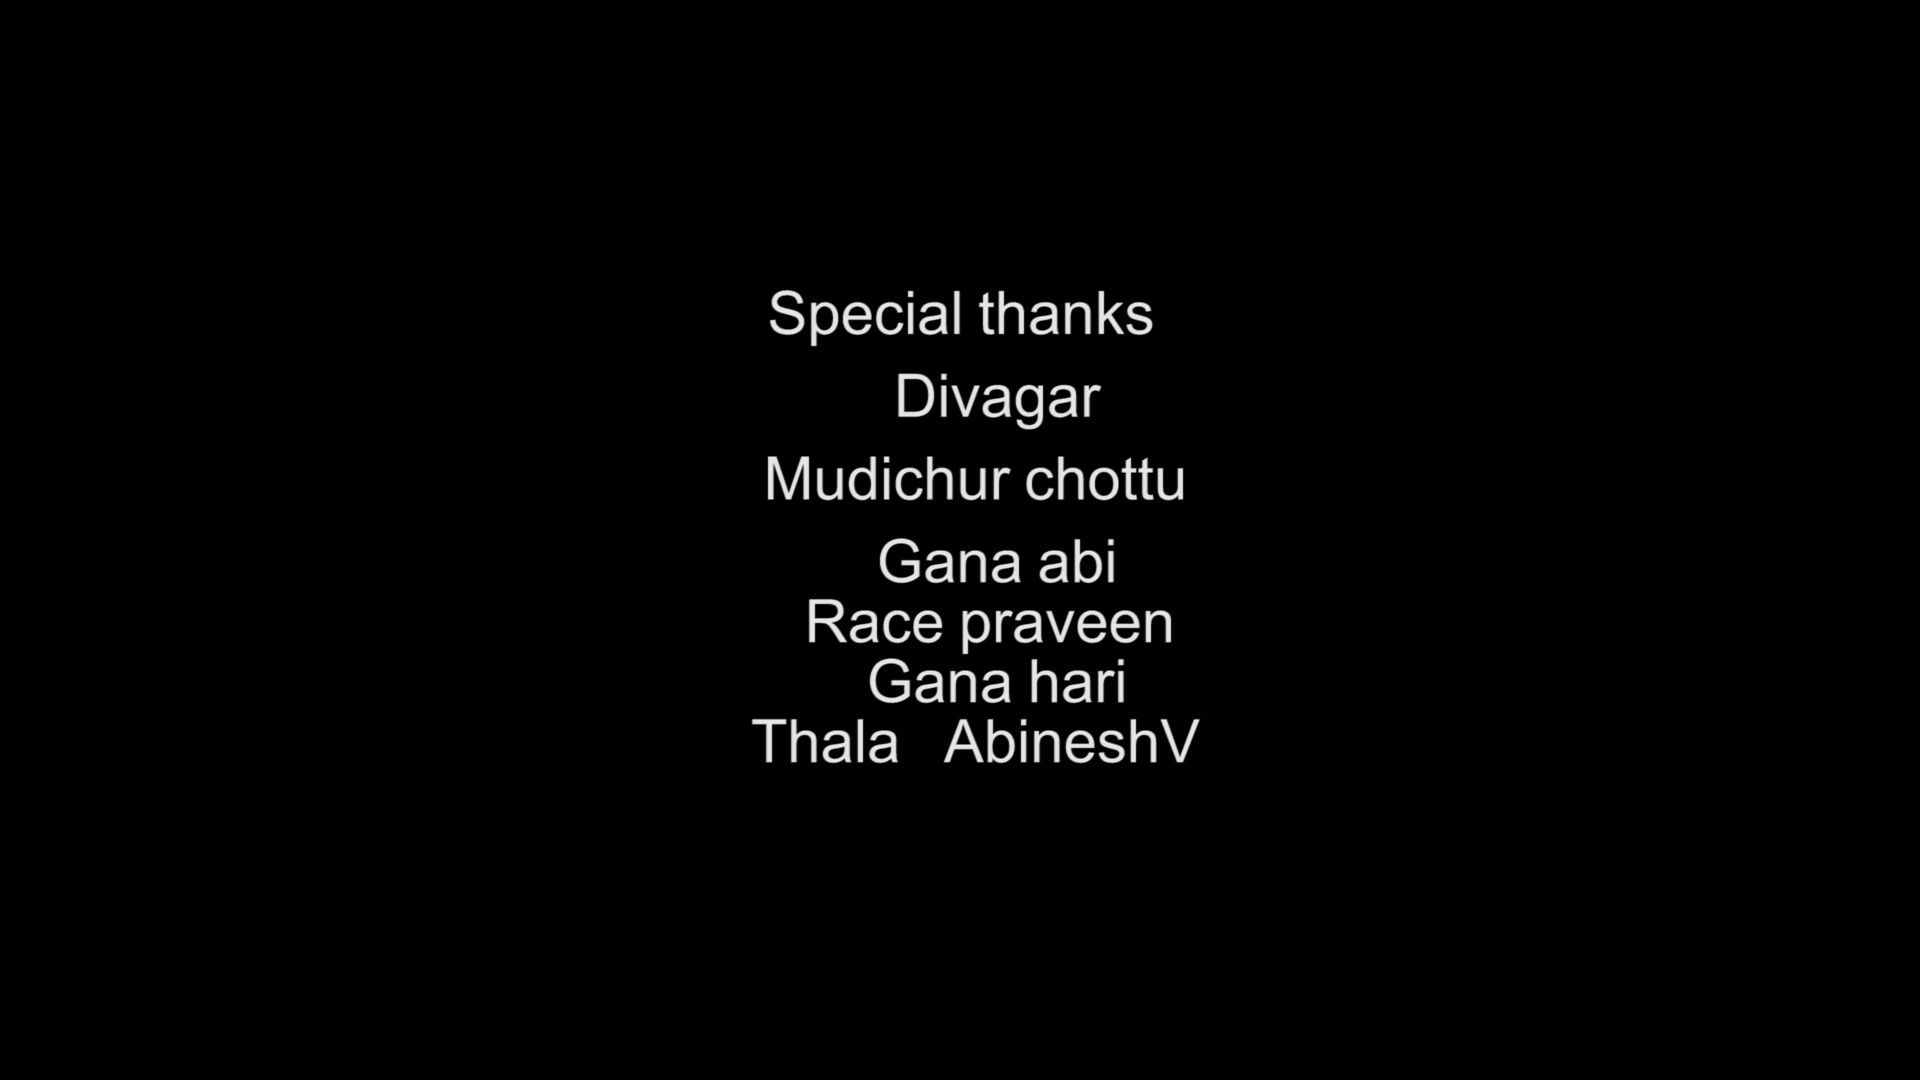 Special thanks
Divagar
Mudichur chottu
Gana abi
Race praveen
Gana hari
Thala AbineshV